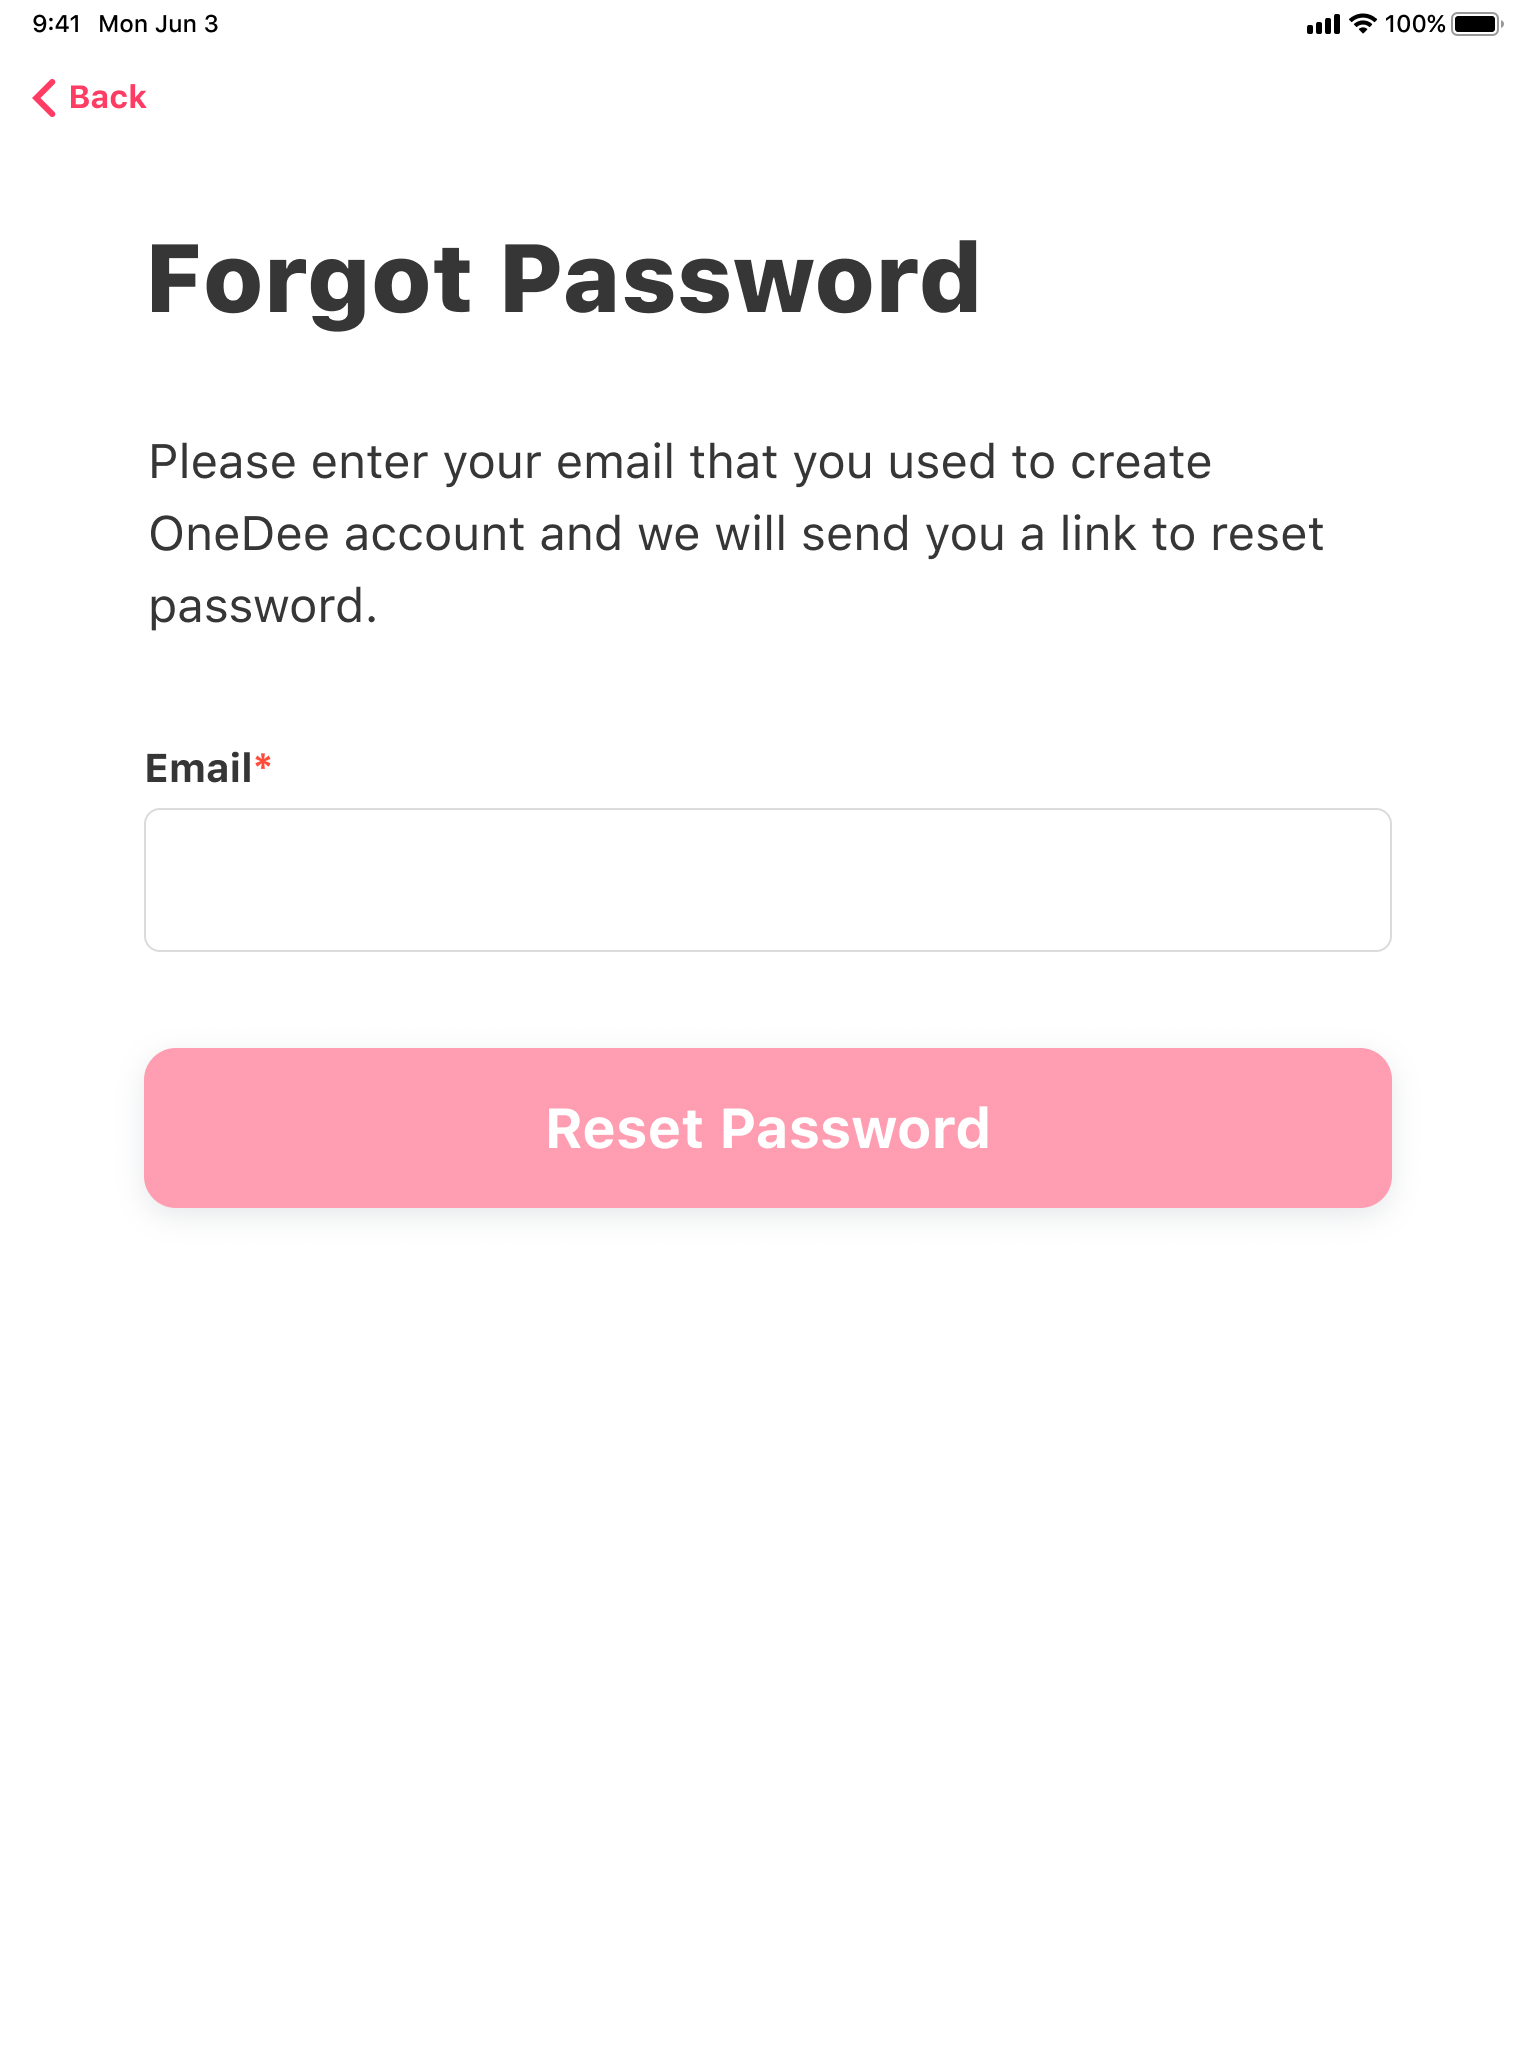 9:41 Mon Jun 3 100%
Back
Forgot Password
Please enter your email that you used to create
OneDee account and we will send you a link to reset
password.
Email*
Reset Password